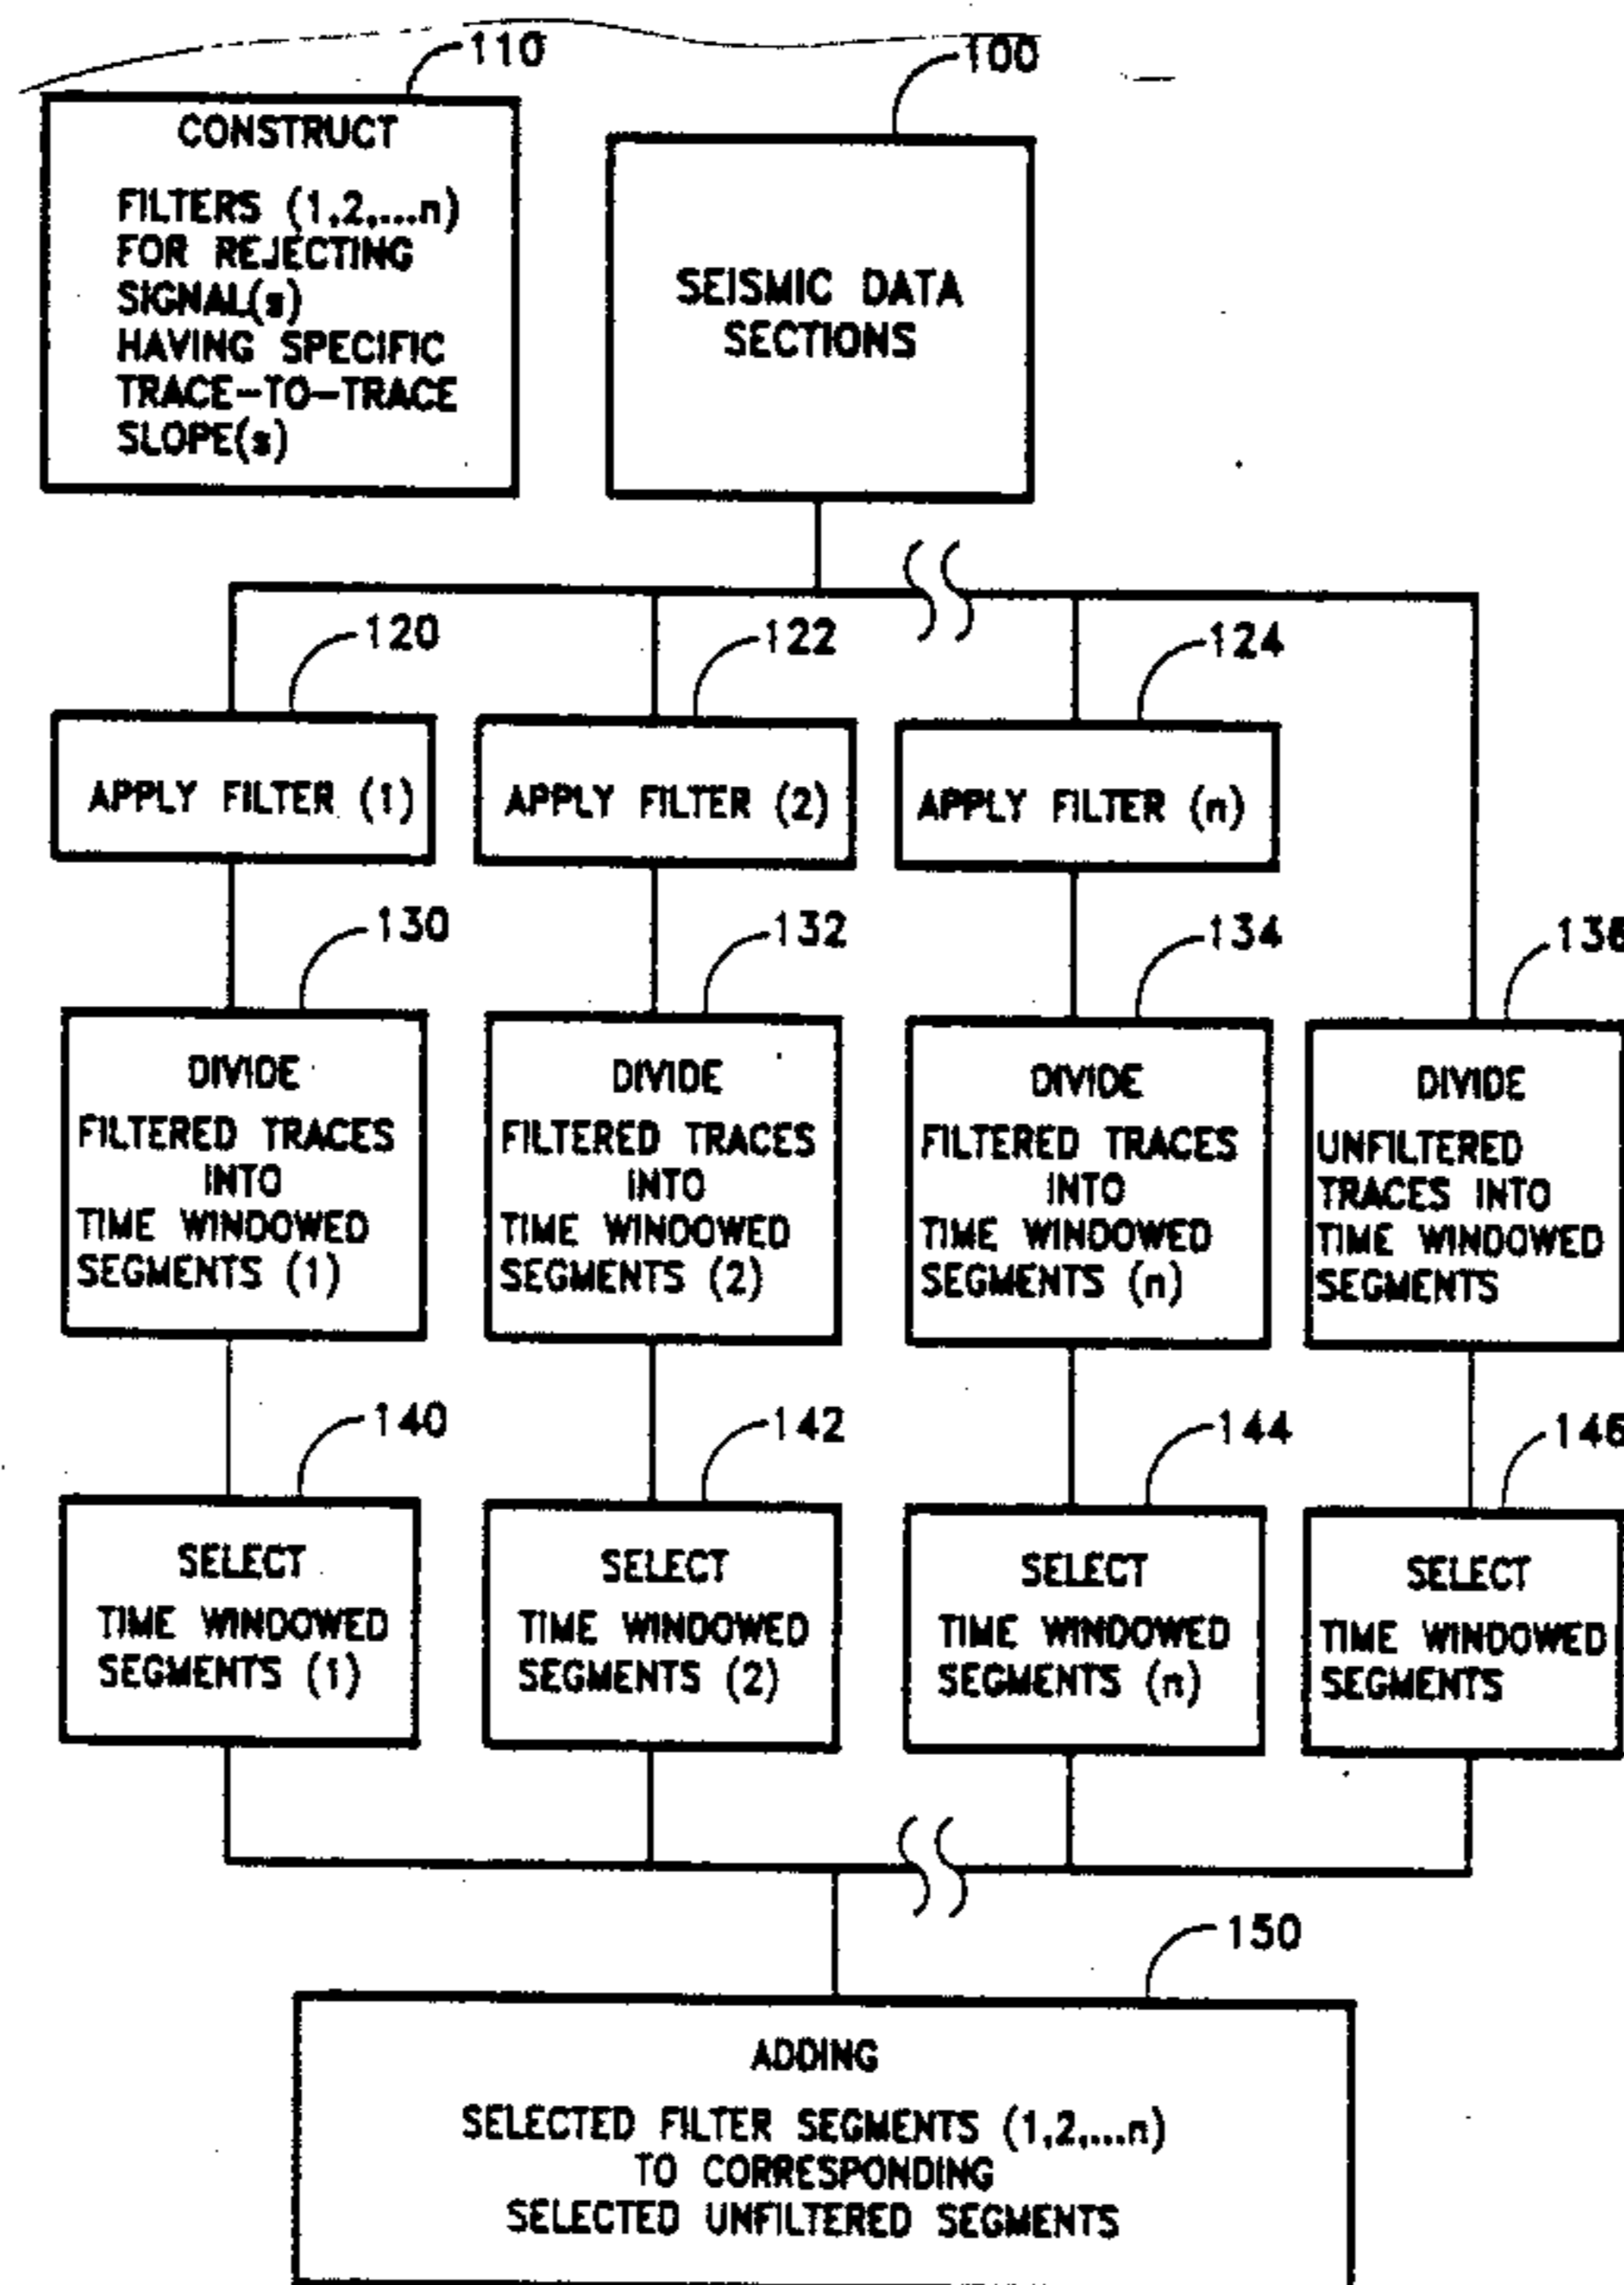 110
100
CONSTRUCT
FILTERS (1,2,...n)
FOR REJECTING
SIGNAL(s)
HAVING SPECIFIC
TRACE-TO-TRACE
SLOPE(s)
SEISMIC DATA
SECTIONS
120
122
124
APPLY FILTER (1)
APPLY FILTER (2)
APPLY FILTER (n)
130
132
134
136
DIVIDE
FILTERED TRACES
INTO
TIME WINDOWED
SEGMENTS (1)
DIVIDE
FILTERED TRACES
INTO
TIME WINDOWED
SEGMENTS (2)
DIVIDE
FILTERED TRACES
INTO
TIME WINDOWED
SEGMENTS (n)
DIVIDE
UNFILTERED
TRACES INTO
TIME WINDOWED
SEGMENTS
140
142
144
146
SELECT
TIME WINDOWED
SEGMENTS (1)
SELECT
TIME WINDOWED
SEGMENTS (2)
SELECT
TIME WINDOWED
SEGMENTS (n)
SELECT
TIME WINDOWED
SEGMENTS
150
ADDING
SELECTED FILTER SEGMENTS (1,2,...n)
TO CORRESPONDING
SELECTED UNFILTERED SEGMENTS